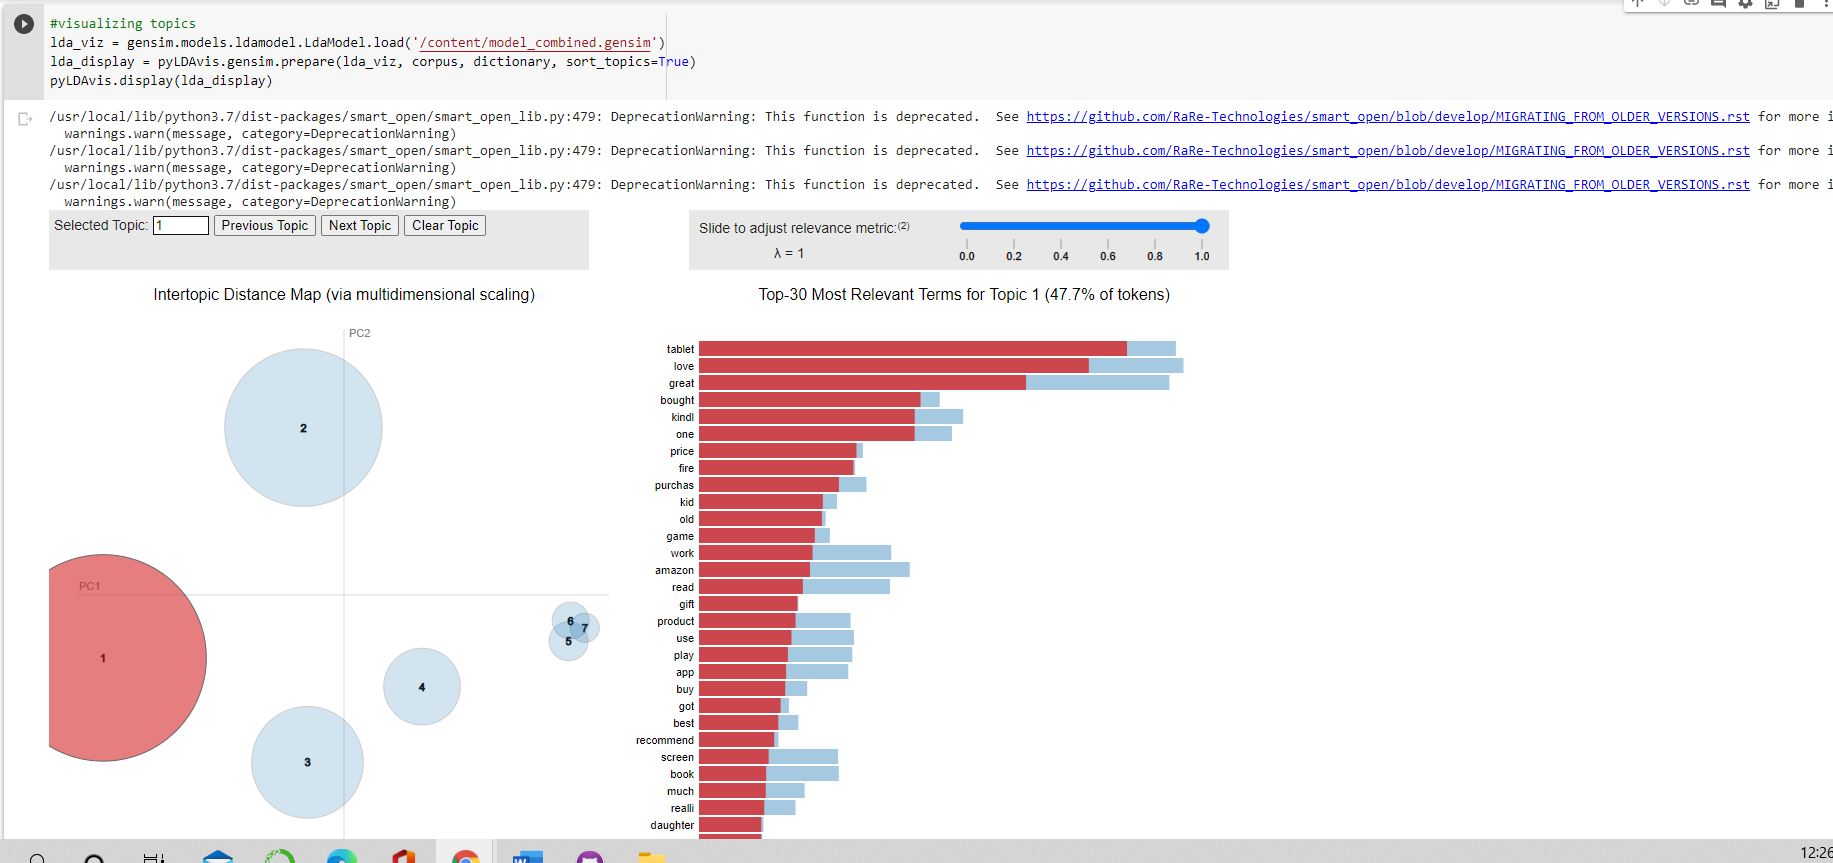 #visualizing topics
lda_viz = gensim.models.ldamodel.LdaModel.load('/content/model_combined.gensim')
lda_display = pyLDAvis.gensim.prepare(lda_viz, corpus, dictionary, sort_topics=True)
pyLDAvis.display(lda_display)
/usr/local/lib/python3.7/dist-packages/smart_open/smart_open_lib.py:479: DeprecationWarning: This function is deprecated.  See https://github.com/RaRe-Technologies/smart_open/blob/develop/MIGRATING_FROM_OLDER_VERSIONS.rst for more i
  warnings.warn(message, category=DeprecationWarning)
/usr/local/lib/python3.7/dist-packages/smart_open/smart_open_lib.py:479: DeprecationWarning: This function is deprecated.  See https://github.com/RaRe-Technologies/smart_open/blob/develop/MIGRATING_FROM_OLDER_VERSIONS.rst for more i
  warnings.warn(message, category=DeprecationWarning)
/usr/local/lib/python3.7/dist-packages/smart_open/smart_open_lib.py:479: DeprecationWarning: This function is deprecated.  See https://github.com/RaRe-Technologies/smart_open/blob/develop/MIGRATING_FROM_OLDER_VERSIONS.rst for more i
  warnings.warn(message, category=DeprecationWarning)
Selected Topic: 1 Previous Topic Next Topic Clear Topic
Slide to adjust relevance metric:(2)
λ = 1
0.0 0.2 0.4 0.6 0.8 1.0
Intertopic Distance Map (via multidimensional scaling)
PC2
2
PC1
1
6
7
5
4
3
Top-30 Most Relevant Terms for Topic 1 (47.7% of tokens)
tablet
love
great
bought
kindl
one
price
fire
purchas
kid
old
game
work
amazon
read
gift
product
use
play
app
buy
got
best
recommend
screen
book
much
realli
daughter
12:26